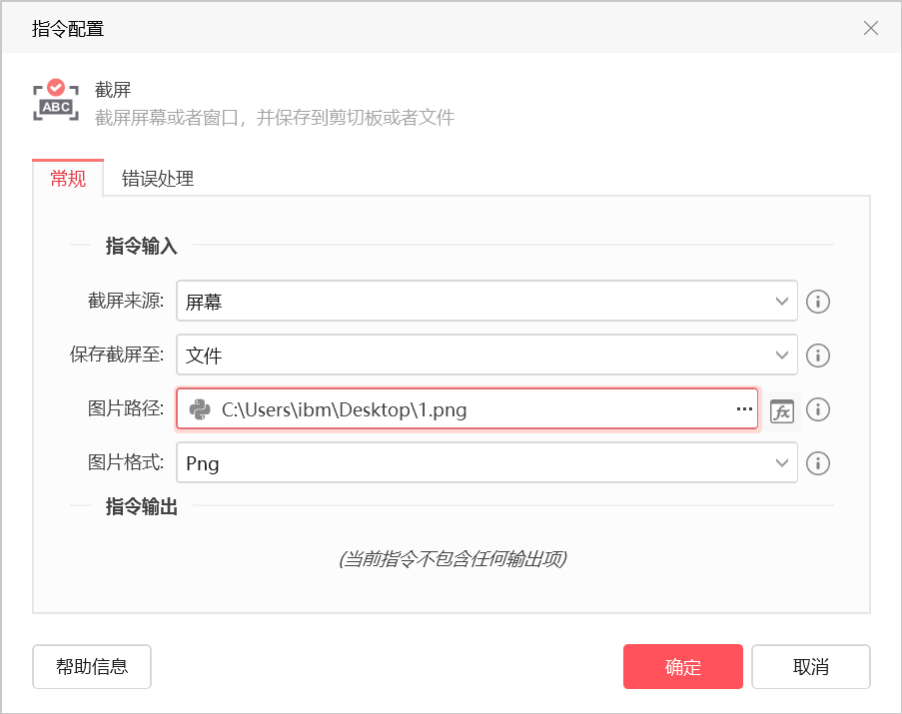 指令配置
ABC
截屏
截屏屏幕或者窗口，并保存到剪切板或者文件
常规 错误处理
指令输入
截屏来源: 屏幕
保存截屏至: 文件
图片路径: C:\Users\ibm\Desktop\1.png ... fx
图片格式: Png
指令输出
(当前指令不包含任何输出项)
帮助信息 确定 取消